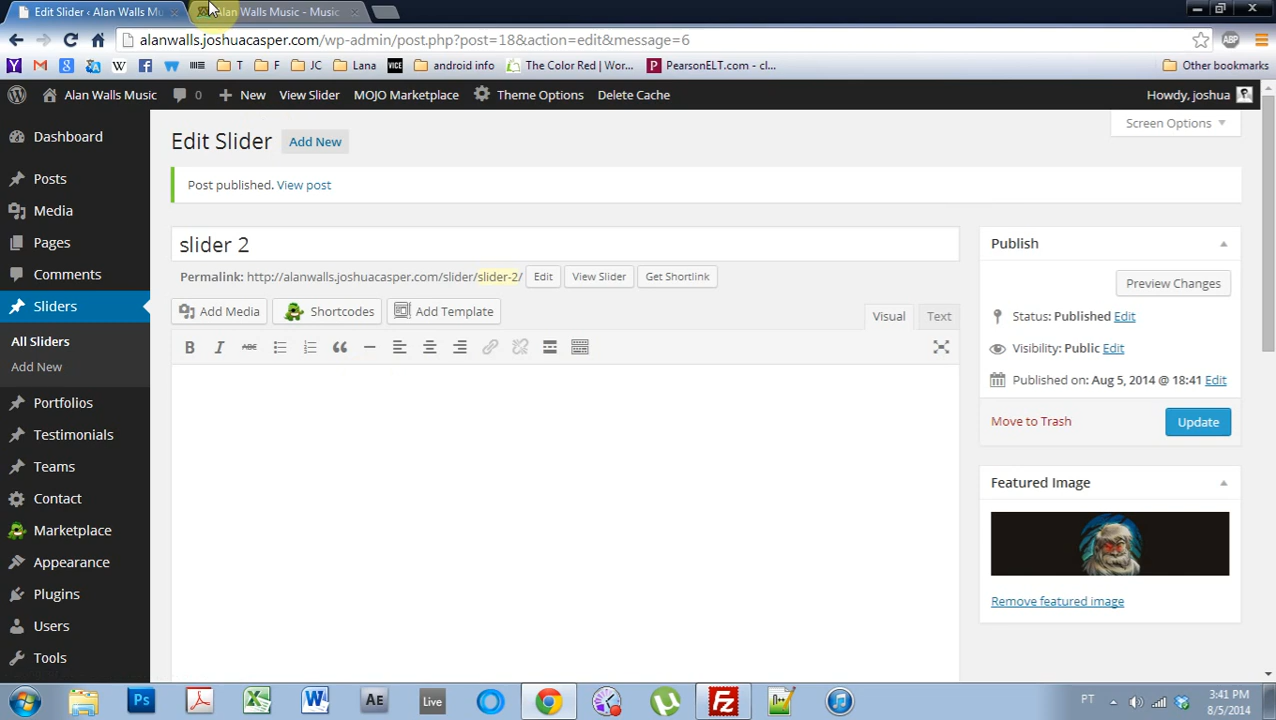 Edit Slider ‹ Alan Walls Mu
Alan Walls Music - Music
alanwalls.joshuacasper.com/wp-admin/post.php?post=18&action=edit&message=6
ABP
T
F
JC
Lana
VICE
android info
The Color Red | Wor...
PearsonELT.com - cl...
Other bookmarks
Alan Walls Music
0
New
View Slider
MOJO Marketplace
Theme Options
Delete Cache
Howdy, joshua
Dashboard
Posts
Media
Pages
Comments
Sliders
All Sliders
Add New
Portfolios
Testimonials
Teams
Contact
Marketplace
Appearance
Plugins
Users
Tools
Screen Options
Edit Slider
Add New
Post published. View post
slider 2
Permalink: http://alanwalls.joshuacasper.com/slider/slider-2/
Edit
View Slider
Get Shortlink
Add Media
Shortcodes
Add Template
Visual
Text
B
I
ABC
Publish
Preview Changes
Status: Published Edit
Visibility: Public Edit
Published on: Aug 5, 2014 @ 18:41 Edit
Move to Trash
Update
Featured Image
Remove featured image
Ps
X
W
Ae
Live
Fz
PT
3:41 PM
8/5/2014